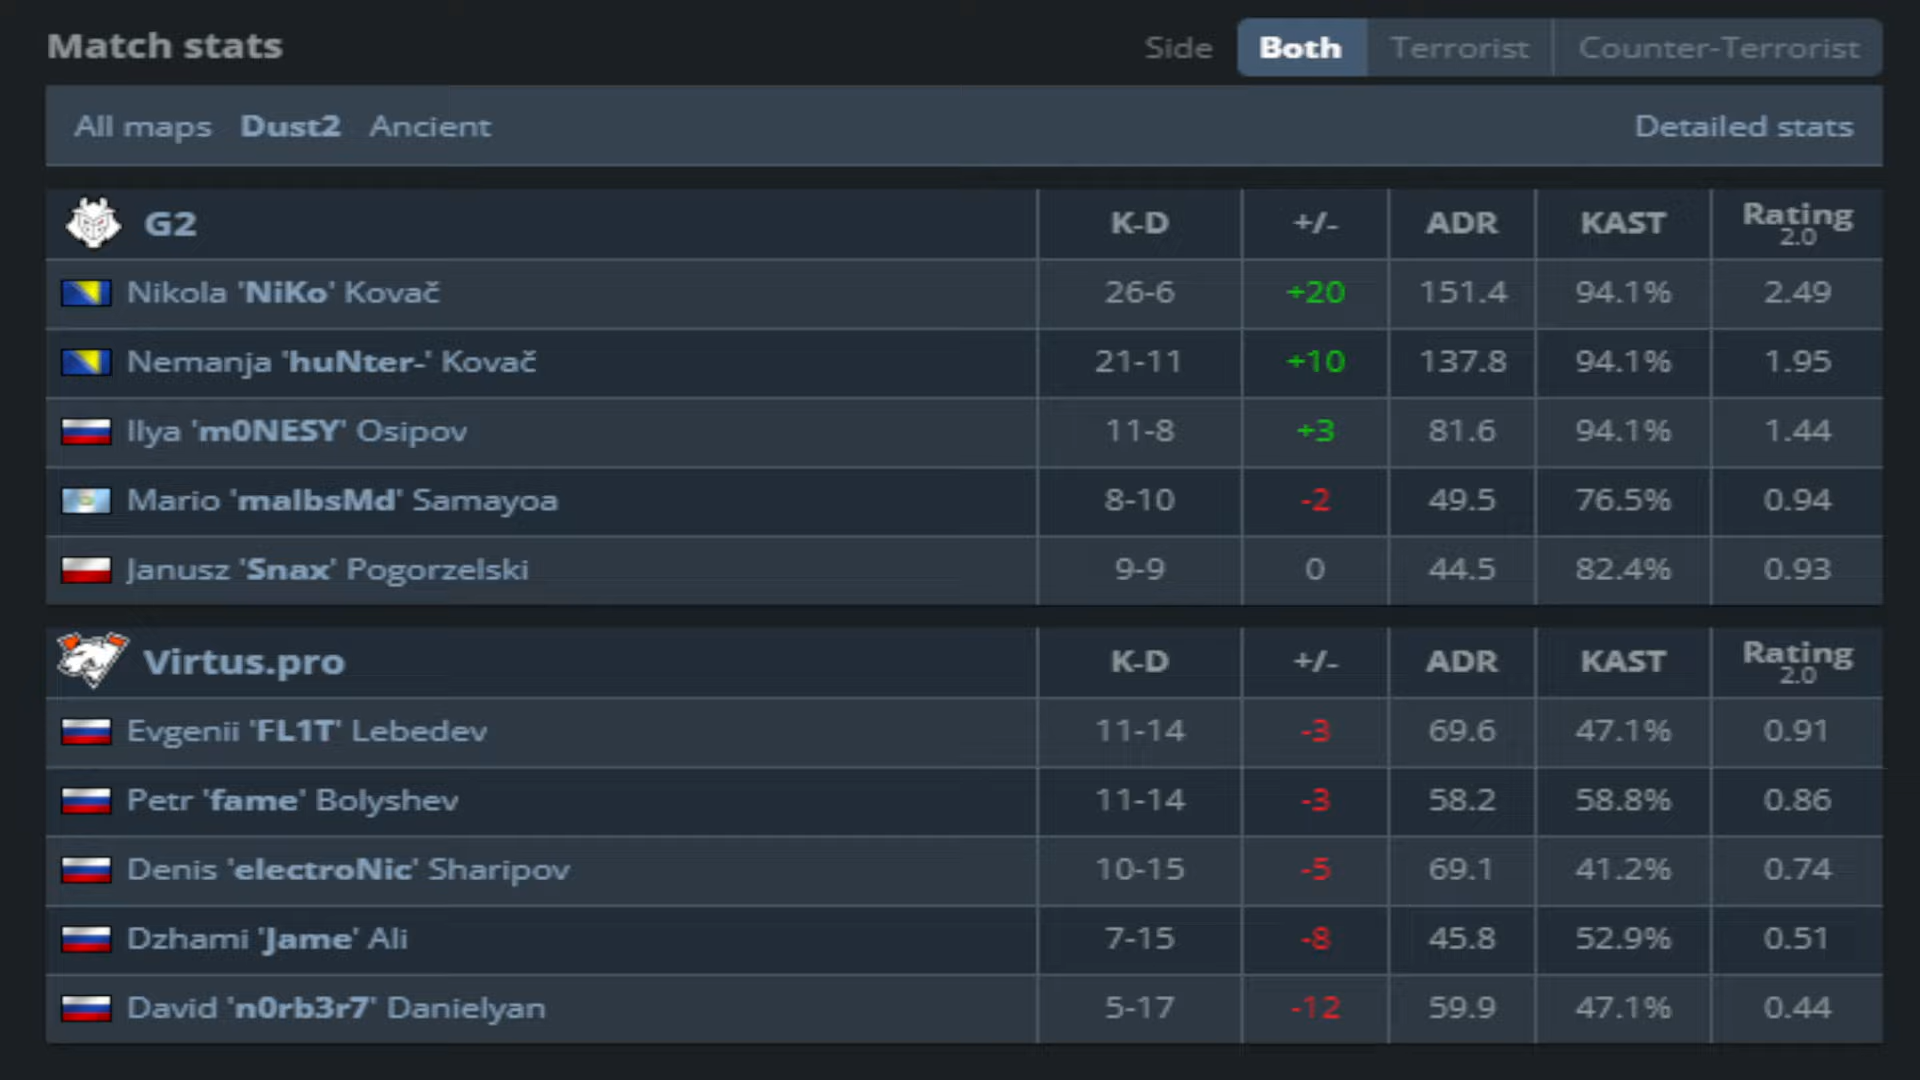 Match stats Side Both Terrorist Counter-Terrorist
All maps Dust2 Ancient Detailed stats
G2 K-D +/- ADR KAST Rating 2.0
Nikola 'NiKo' Kovač 26-6 +20 151.4 94.1% 2.49
Nemanja 'huNter-' Kovač 21-11 +10 137.8 94.1% 1.95
Ilya 'm0NESY' Osipov 11-8 +3 81.6 94.1% 1.44
Mario 'malbsMd' Samayoa 8-10 -2 49.5 76.5% 0.94
Janusz 'Snax' Pogorzelski 9-9 0 44.5 82.4% 0.93
Virtus.pro K-D +/- ADR KAST Rating 2.0
Evgenii 'FL1T' Lebedev 11-14 -3 69.6 47.1% 0.91
Petr 'fame' Bolyshev 11-14 -3 58.2 58.8% 0.86
Denis 'electroNic' Sharipov 10-15 -5 69.1 41.2% 0.74
Dzhami 'Jame' Ali 7-15 -8 45.8 52.9% 0.51
David 'n0rb3r7' Danielyan 5-17 -12 59.9 47.1% 0.44